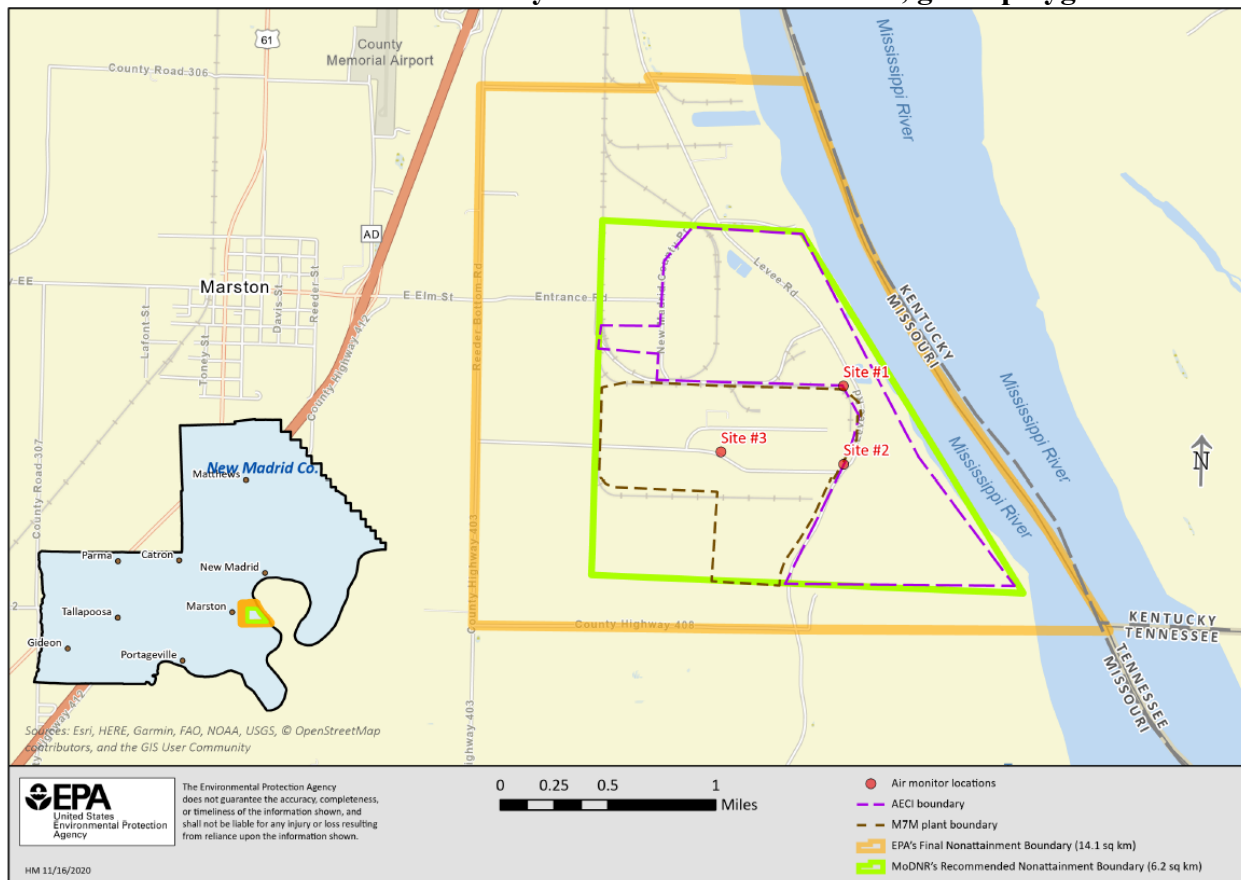 61
County
Memorial Airport
County Road 306
Mississippi River
Mississippi River
AD
Levee Rd
Marston
E Elm St
Entrance Rd
Reeder Bottom Rd
Lafont St
Toney St
Davis St
Reeder St
County Highway 412
KENTUCKY
MISSOURI
Site #1
Site #3
Site #2
Mississippi River
Mississippi River
N
County Road 307
New Madrid Co.
Matthews
Parma
Catron
New Madrid
Tallapoosa
Marston
Gideon
Portageville
County Highway 403
County Highway 408
KENTUCKY
TENNESSEE
TENNESSEE
MISSOURI
Sources: Esri, HERE, Garmin, FAO, NOAA, USGS, © OpenStreetMap
contributors, and the GIS User Community
EPA
United States
Environmental Protection
Agency
The Environmental Protection Agency
does not guarantee the accuracy, completeness,
or timeliness of the information shown, and
shall not be liable for any injury or loss resulting
from reliance upon the information shown.
HM 11/16/2020
0 0.25 0.5 1
Miles
Air monitor locations
AECI boundary
M7M plant boundary
EPA's Final Nonattainment Boundary (14.1 sq km)
MoDNR's Recommended Nonattainment Boundary (6.2 sq km)